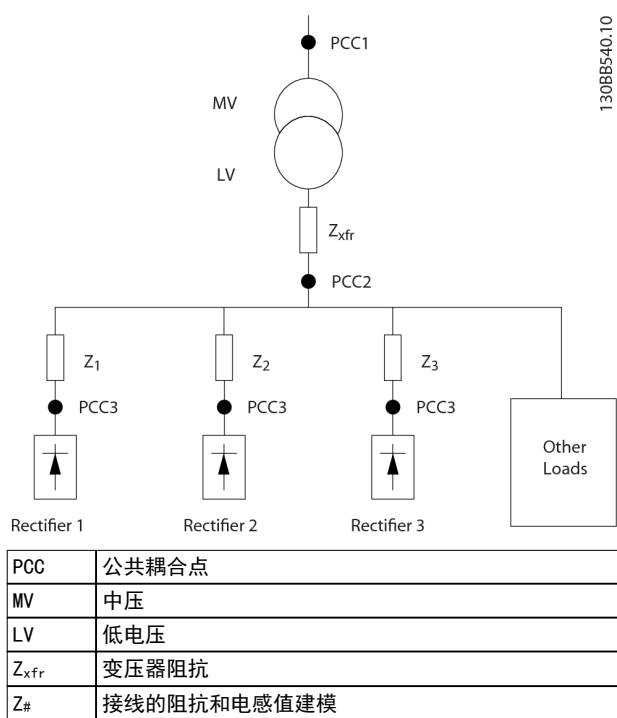 130BB540.10
PCC1
MV
LV
Zxfr
PCC2
Z1 Z2 Z3
PCC3 PCC3 PCC3
Other
Loads
Rectifier 1 Rectifier 2 Rectifier 3
PCC 公共耦合点
MV 中压
LV 低电压
Zxfr 变压器阻抗
Z# 接线的阻抗和电感值建模